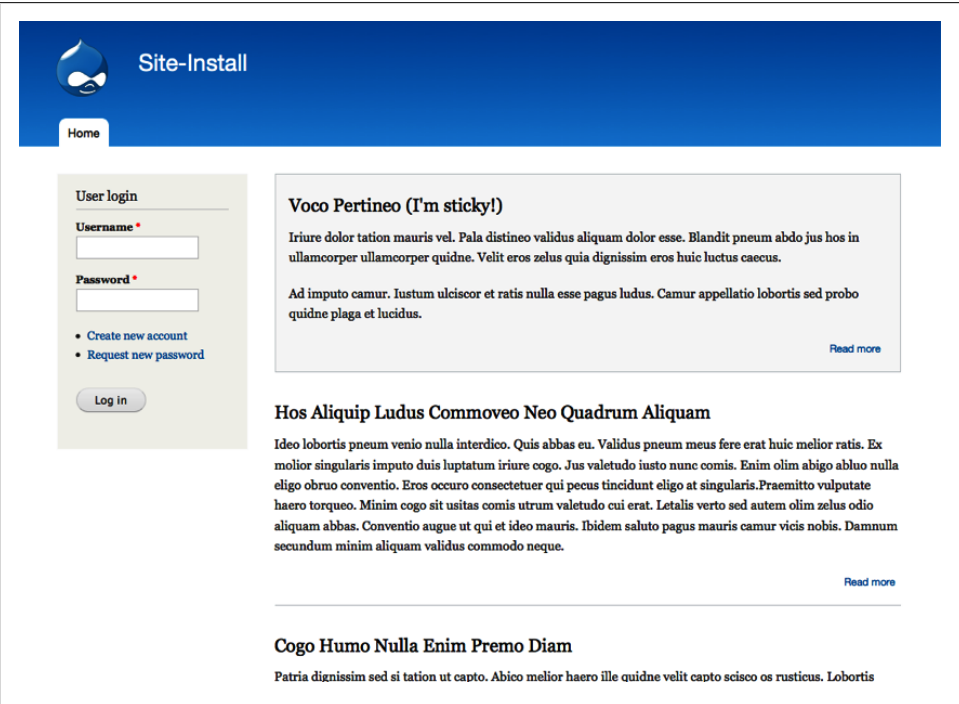 Site-Install
Home
User login
Username *
Password *
Create new account
Request new password
Log in
Voco Pertineo (I'm sticky!)
Iriure dolor tation mauris vel. Pala distineo validus aliquam dolor esse. Blandit pneum abdo jus hos in
ullamcorper ullamcorper quidne. Velit eros zelus quia dignissim eros huic luctus caecus.
Ad imputo camur. Iustum ulciscor et ratis nulla esse pagus ludus. Camur appellatio lobortis sed probo
quidne plaga et lucidus.
Read more
Hos Aliquip Ludus Commoveo Neo Quadrum Aliquam
Ideo lobortis pneum venio nulla interdico. Quis abbas eu. Validus pneum meus fere erat huic melior ratis. Ex
molior singularis imputo duis luptatum iriure cogo. Jus valetudo iusto nunc comis. Enim olim abigo abluo nulla
eligo obruo conventio. Eros occuro consectetuer qui pecus tincidunt eligo at singularis.Praemitto vulputate
haero torqueo. Minim cogo sit usitas comis utrum valetudo cui erat. Letalis verto sed autem olim zelus odio
aliquam abbas. Conventio augue ut qui et ideo mauris. Ibidem saluto pagus mauris camur vicis nobis. Damnum
secundum minim aliquam validus commodo neque.
Read more
Cogo Humo Nulla Enim Premo Diam
Patria dignissim sed si tation ut capto. Abico melior haero ille quidne velit capto scisco os rusticus. Lobortis